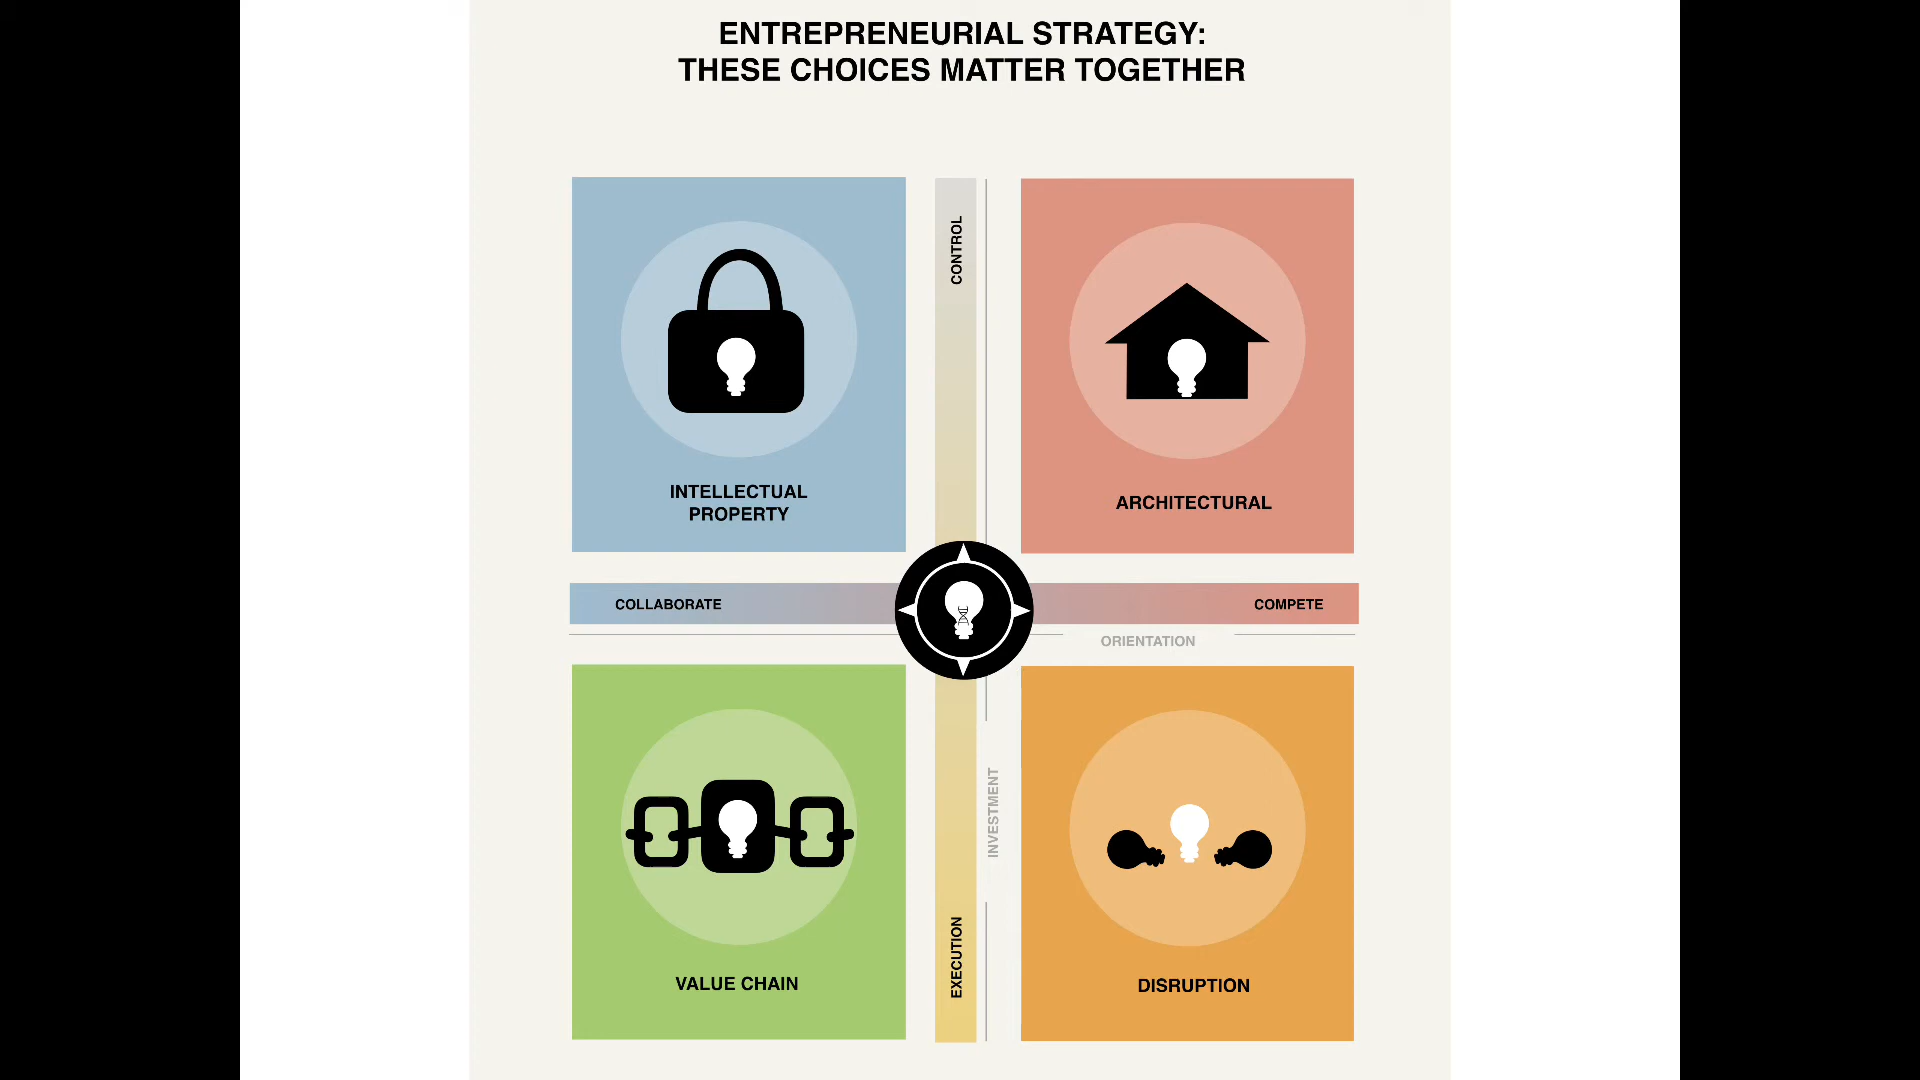 ENTREPRENEURIAL STRATEGY:
THESE CHOICES MATTER TOGETHER
CONTROL
INTELLECTUAL
PROPERTY
ARCHITECTURAL
COLLABORATE
COMPETE
ORIENTATION
INVESTMENT
EXECUTION
VALUE CHAIN
DISRUPTION